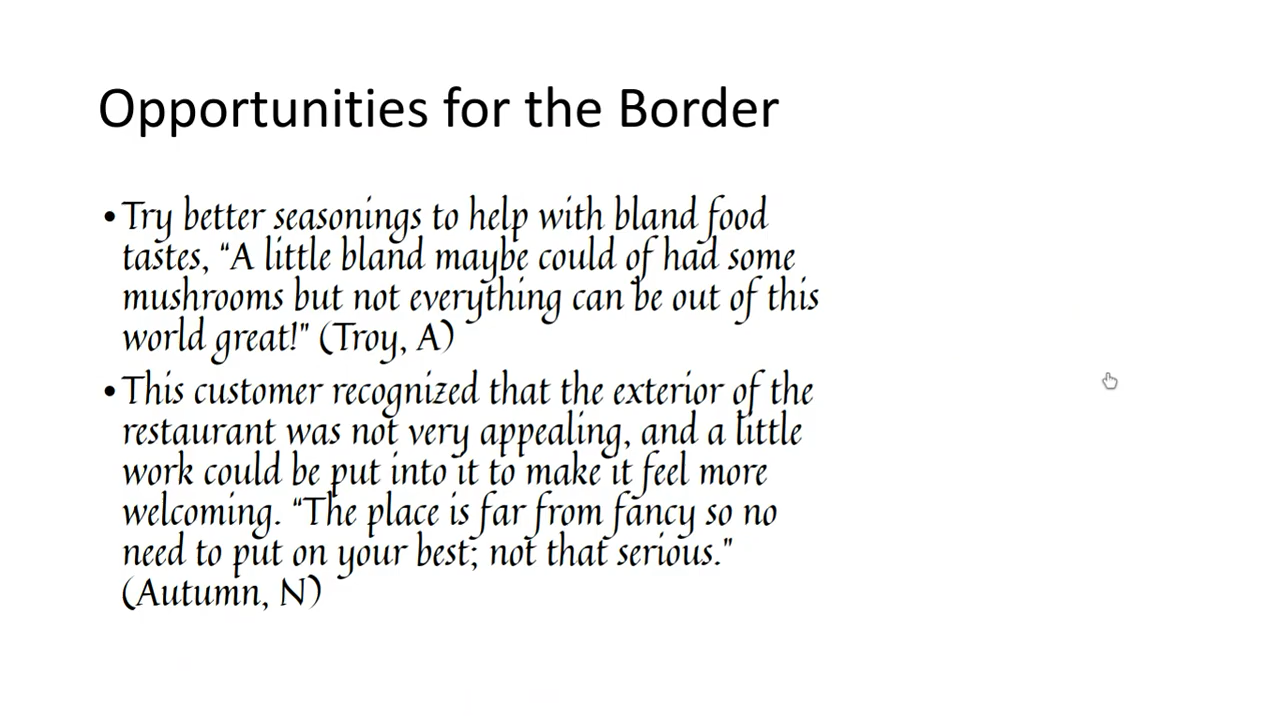 Opportunities for the Border
•Try better seasonings to help with bland food
tastes, “A little bland maybe could of had some
mushrooms but not everything can be out of this
world great!” (Troy, A)
•This customer recognized that the exterior of the
restaurant was not very appealing, and a little
work could be put into it to make it feel more
welcoming. “The place is far from fancy so no
need to put on your best; not that serious.”
(Autumn, N)